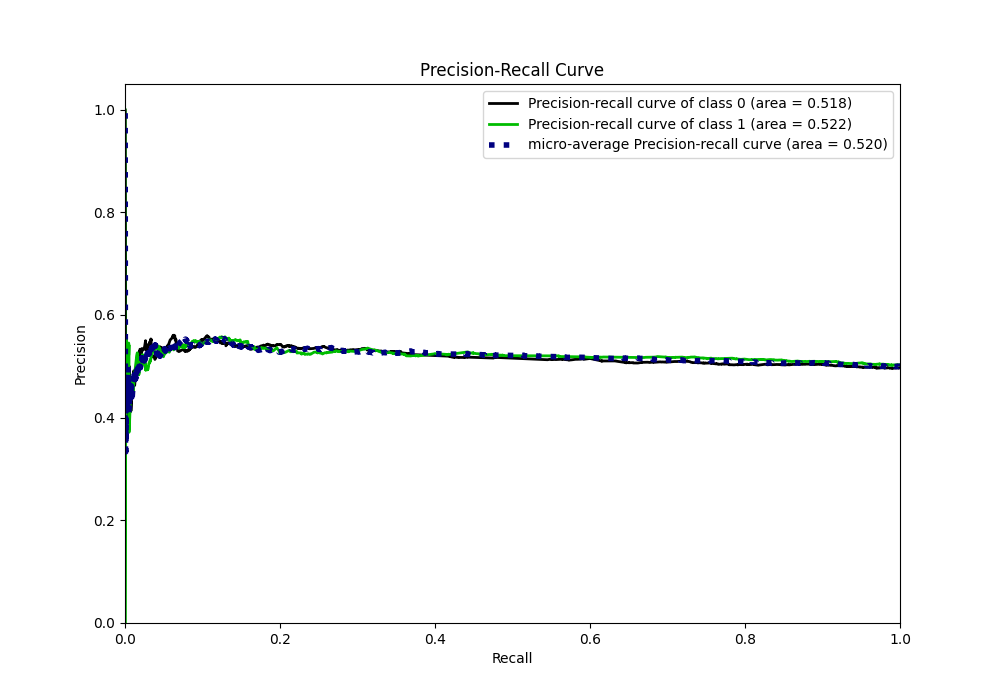 Precision-Recall Curve
Precision-recall curve of class 0 (area = 0.518)
Precision-recall curve of class 1 (area = 0.522)
micro-average Precision-recall curve (area = 0.520)
1.0
0.8
0.6
0.4
0.2
0.0
Precision
0.0 0.2 0.4 0.6 0.8 1.0
Recall